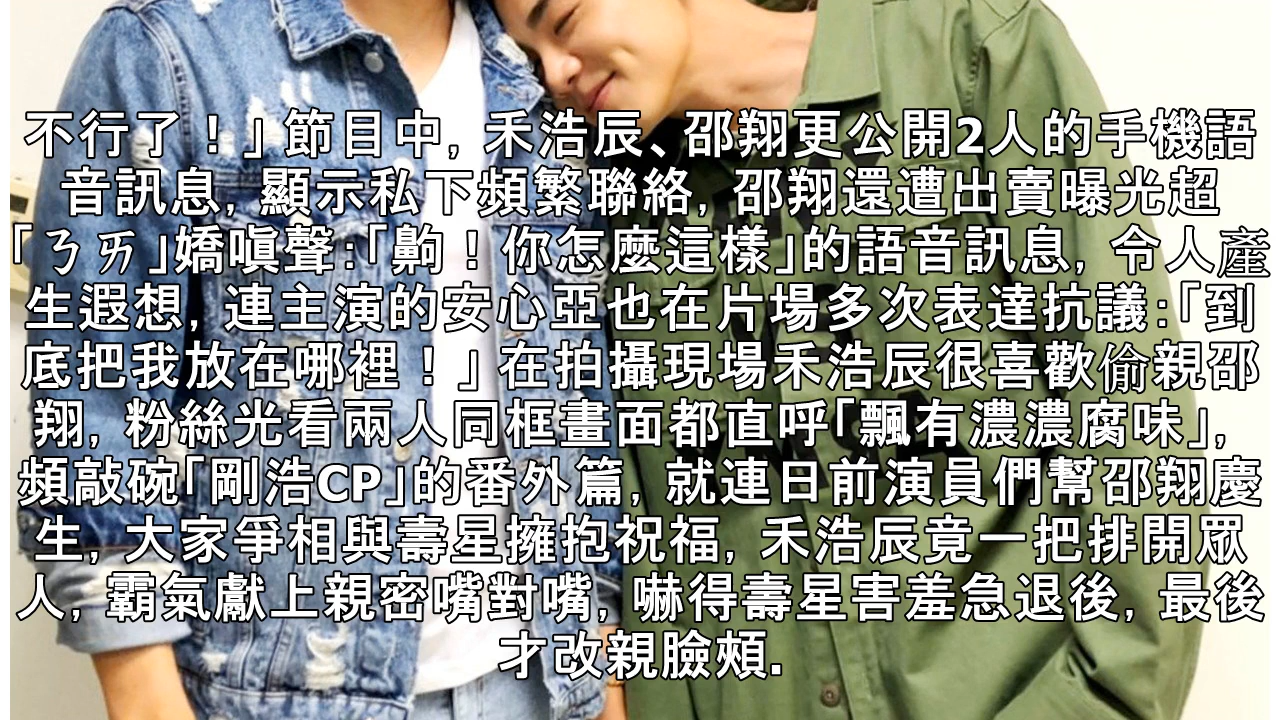 不行了！」節目中, 禾浩辰、邵翔更公開2人的手機語
音訊息, 顯示私下頻繁聯絡, 邵翔還遭出賣曝光超
「ㄋㄞ」嬌嗔聲:「齁！你怎麼這樣」的語音訊息, 令人產
生遐想, 連主演的安心亞也在片場多次表達抗議:「到
底把我放在哪裡！」在拍攝現場禾浩辰很喜歡偷親邵
翔, 粉絲光看兩人同框畫面都直呼「飄有濃濃腐味」,
頻敲碗「剛浩CP」的番外篇, 就連日前演員們幫邵翔慶
生, 大家爭相與壽星擁抱祝福, 禾浩辰竟一把排開眾
人, 霸氣獻上親密嘴對嘴, 嚇得壽星害羞急退後, 最後
才改親臉頰.